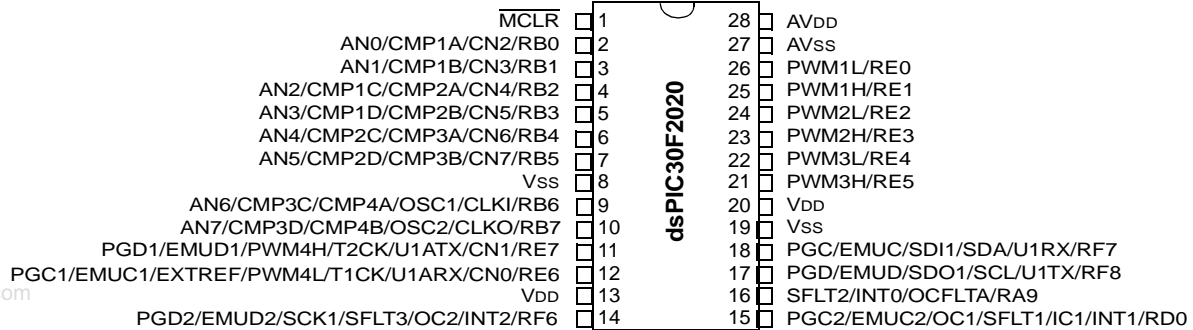 MCLR 1 28 AVDD
AN0/CMP1A/CN2/RB0 2 27 AVSS
AN1/CMP1B/CN3/RB1 3 26 PWM1L/RE0
AN2/CMP1C/CMP2A/CN4/RB2 4 25 PWM1H/RE1
AN3/CMP1D/CMP2B/CN5/RB3 5 24 PWM2L/RE2
AN4/CMP2C/CMP3A/CN6/RB4 6 23 PWM2H/RE3
AN5/CMP2D/CMP3B/CN7/RB5 7 22 PWM3L/RE4
VSS 8 21 PWM3H/RE5
AN6/CMP3C/CMP4A/OSC1/CLKI/RB6 9 20 VDD
AN7/CMP3D/CMP4B/OSC2/CLKO/RB7 10 19 VSS
PGD1/EMUD1/PWM4H/T2CK/U1ATX/CN1/RE7 11 18 PGC/EMUC/SDI1/SDA/U1RX/RF7
PGC1/EMUC1/EXTREF/PWM4L/T1CK/U1ARX/CN0/RE6 12 17 PGD/EMUD/SDO1/SCL/U1TX/RF8
VDD 13 16 SFLT2/INT0/OCFLTA/RA9
PGD2/EMUD2/SCK1/SFLT3/OC2/INT2/RF6 14 15 PGC2/EMUC2/OC1/SFLT1/IC1/INT1/RD0
dsPIC30F2020
om